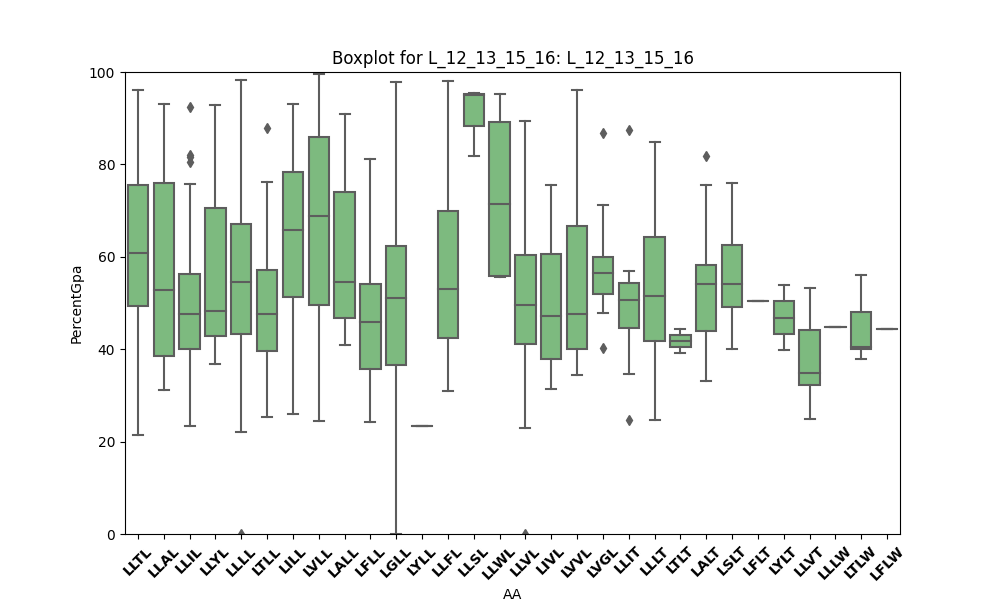 Boxplot for L_12_13_15_16: L_12_13_15_16
PercentGpa
100
80
60
40
20
0
LLTL LLAL LLIL LLYL LLLL LTLL LILL LVLL LALL LFLL LGLL LYLL LLFL LLSL LLWL LLVL LIVL LVVL LVGL LLIT LLLT LTLT LALT LSLT LFLT LYLT LLVT LLLW LTLW LFLW
AA